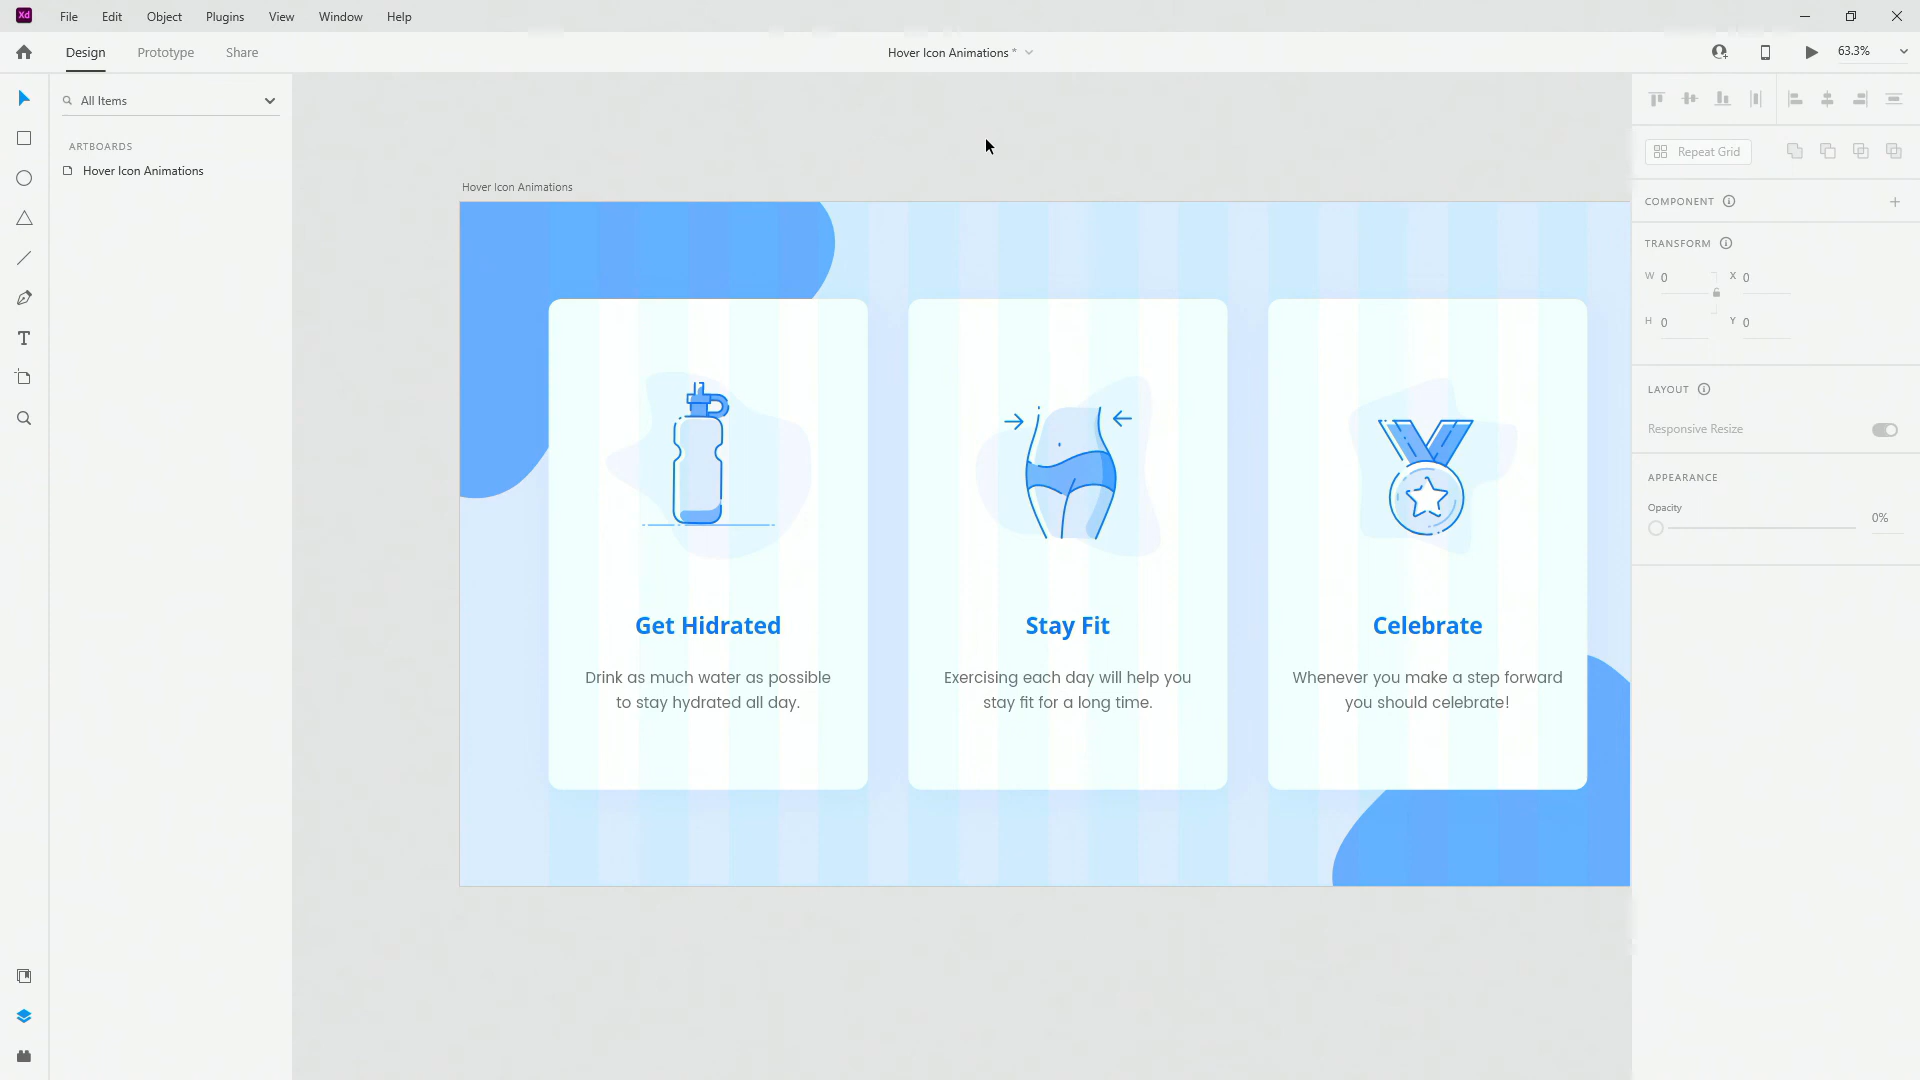 Xd File Edit Object Plugins View Window Help
Design Prototype Share Hover Icon Animations * 63.3%
All Items
ARTBOARDS
Hover Icon Animations
Hover Icon Animations
Get Hidrated
Drink as much water as possible
to stay hydrated all day.
Stay Fit
Exercising each day will help you
stay fit for a long time.
Celebrate
Whenever you make a step forward
you should celebrate!
Repeat Grid
COMPONENT
TRANSFORM
W 0 X 0
H 0 Y 0
LAYOUT
Responsive Resize
APPEARANCE
Opacity
0%